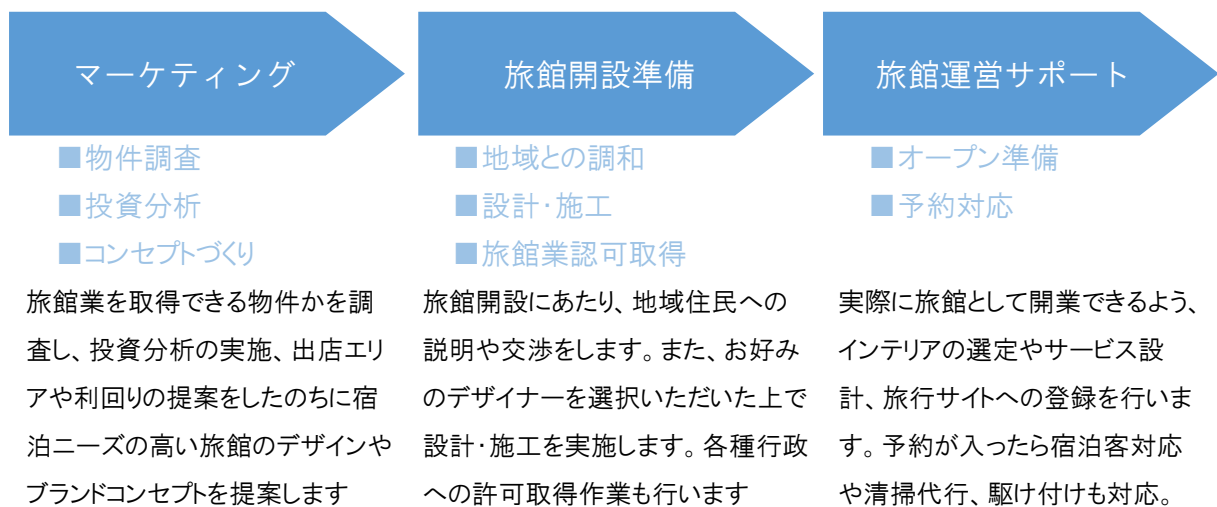 マーケティング
■物件調査
■投資分析
■コンセプトづくり
旅館業を取得できる物件かを調
査し、投資分析の実施、出店エリ
アや利回りの提案をしたのちに宿
泊ニーズの高い旅館のデザインや
ブランドコンセプトを提案します
旅館開設準備
■地域との調和
■設計・施工
■旅館業認可取得
旅館開設にあたり、地域住民への
説明や交渉をします。また、お好み
のデザイナーを選択いただいた上で
設計・施工を実施します。各種行政
への許可取得作業も行います
旅館運営サポート
■オープン準備
■予約対応
実際に旅館として開業できるよう、
インテリアの選定やサービス設
計、旅行サイトへの登録を行いま
す。予約が入ったら宿泊客対応
や清掃代行、駆け付けも対応。